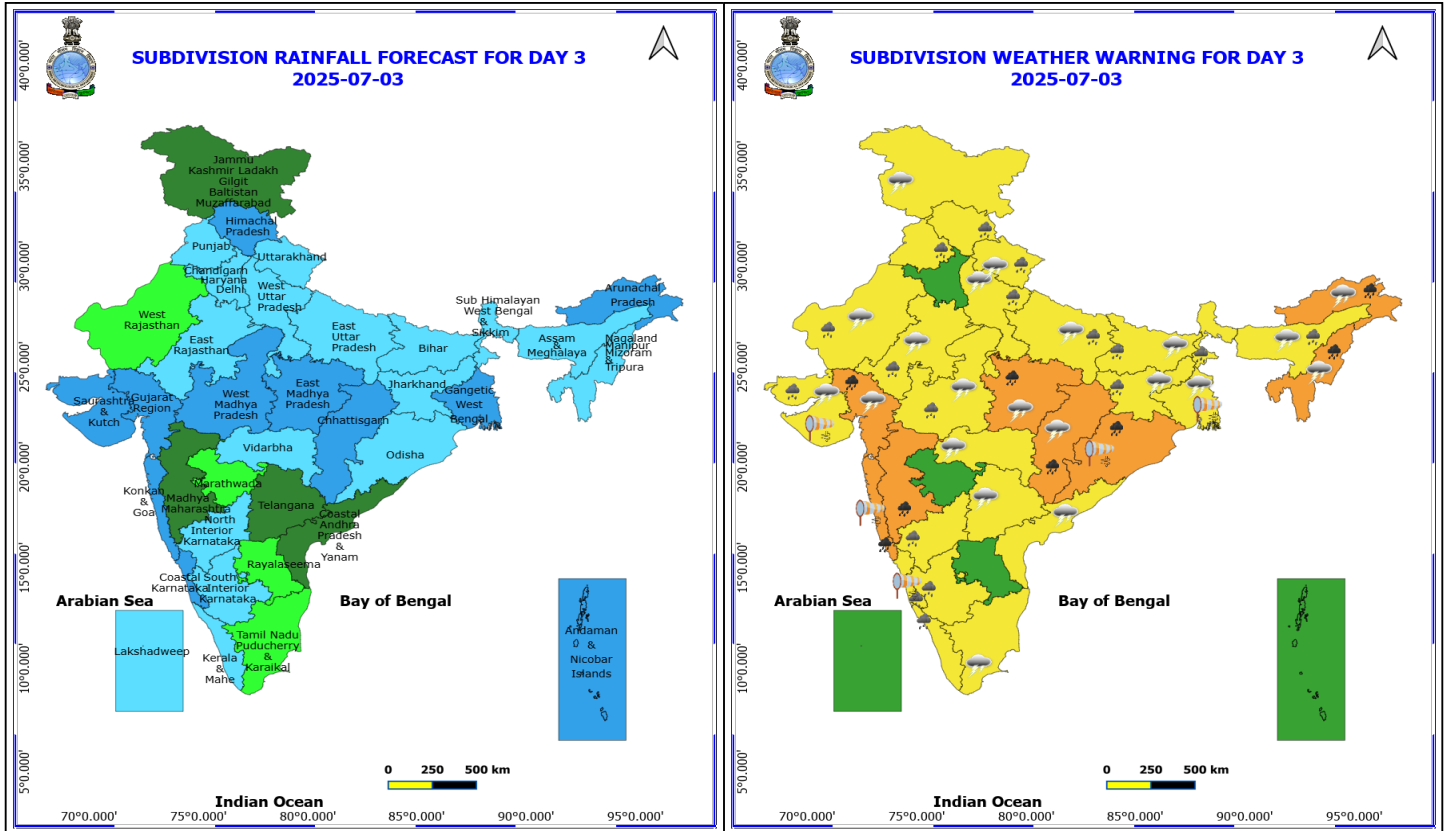 SUBDIVISION RAINFALL FORECAST FOR DAY 3
2025-07-03
40°0.000'
35°0.000'
30°0.000'
25°0.000'
20°0.000'
15°0.000'
10°0.000'
5°0.000'
Jammu
Kashmir Ladakh
Gilgit
Baltistan
Muzaffarabad
Himachal
Pradesh
Punjab
Uttarakhand
Chandigarh
Haryana
Delhi
West
Uttar
Pradesh
West
Rajasthan
East
Rajasthan
East
Uttar
Pradesh
Bihar
Sub Himalayan
West Bengal
&
Sikkim
Arunachal
Pradesh
Assam
&
Meghalaya
Nagaland
Manipur
Mizoram
&
Tripura
Jharkhand
Gangetic
West
Bengal
Saurashtra
&
Kutch
Gujarat
Region
West
Madhya
Pradesh
East
Madhya
Pradesh
Chhattisgarh
Vidarbha
Odisha
Konkan
&
Goa
Madhya
Maharashtra
Marathwada
Telangana
North
Interior
Karnataka
Coastal
Andhra
Pradesh
&
Yanam
Rayalaseema
Coastal
Karnataka
South
Interior
Karnataka
Arabian Sea
Bay of Bengal
Lakshadweep
Kerala
&
Mahe
Tamil Nadu
Puducherry
&
Karaikal
Andaman
&
Nicobar
Islands
0 250 500 km
Indian Ocean
70°0.000' 75°0.000' 80°0.000' 85°0.000' 90°0.000' 95°0.000'
SUBDIVISION WEATHER WARNING FOR DAY 3
2025-07-03
40°0.000'
35°0.000'
30°0.000'
25°0.000'
20°0.000'
15°0.000'
10°0.000'
5°0.000'
Arabian Sea
Bay of Bengal
0 250 500 km
Indian Ocean
70°0.000' 75°0.000' 80°0.000' 85°0.000' 90°0.000' 95°0.000'